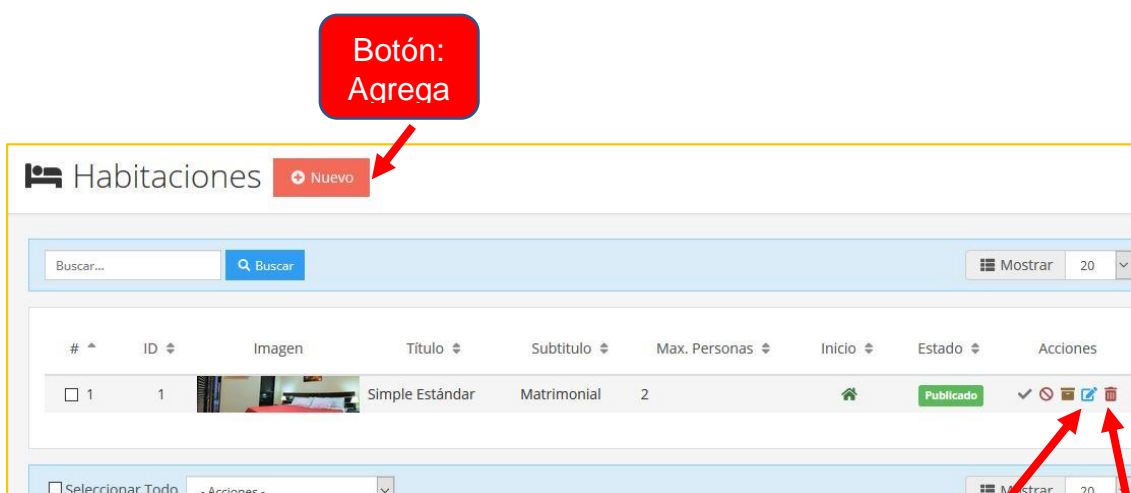 Botón:
Agrega
Habitaciones Nuevo
Buscar... Buscar Mostrar 20
# ID Imagen Título Subtitulo Max. Personas Inicio Estado Acciones
1 1 Simple Estándar Matrimonial 2 Publicado
Seleccionar Todo - Acciones - Mostrar 20